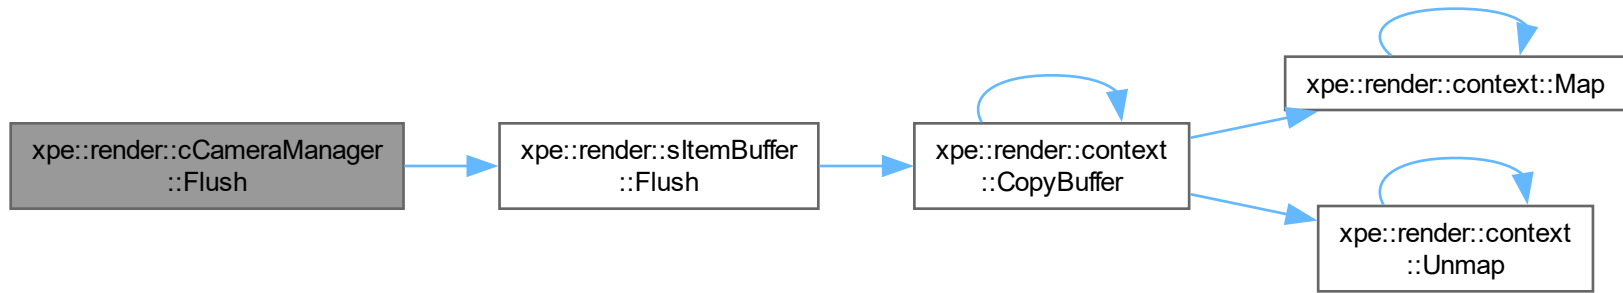 xpe::render::cCameraManager
::Flush
xpe::render::sItemBuffer
::Flush
xpe::render::context
::CopyBuffer
xpe::render::context::Map
xpe::render::context
::Unmap